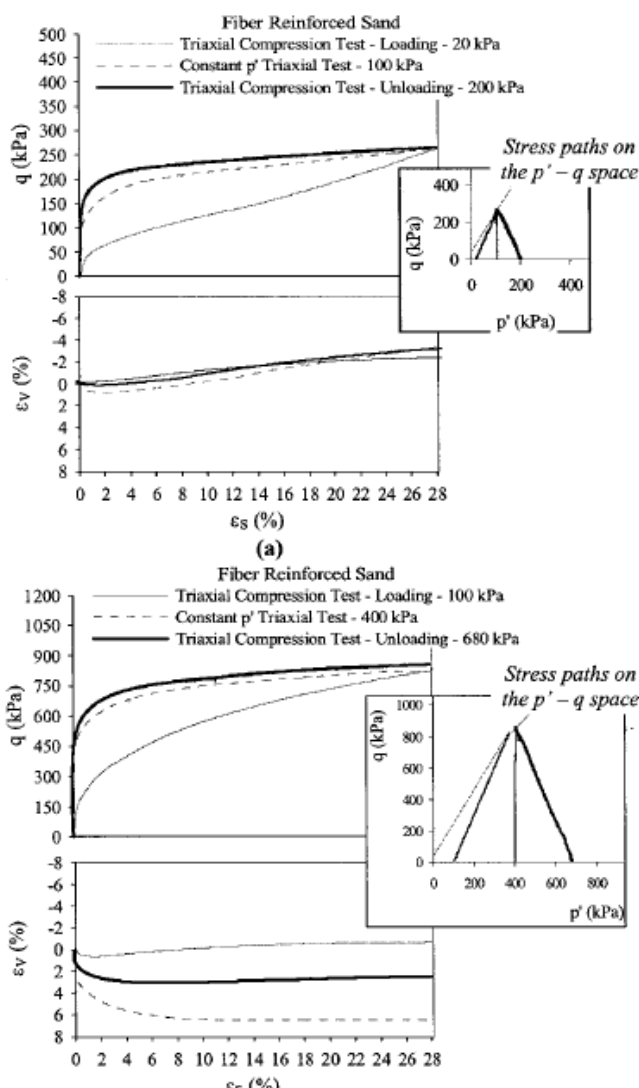 Fiber Reinforced Sand
Triaxial Compression Test - Loading - 20 kPa
Constant p' Triaxial Test - 100 kPa
Triaxial Compression Test - Unloading - 200 kPa
500
450
400
350
300
250
200
150
100
50
0
q (kPa)
Stress paths on
the p' – q space
400
200
0
q (kPa)
0 200 400
p' (kPa)
-8
-6
-4
-2
0
2
4
6
8
εV (%)
0 2 4 6 8 10 12 14 16 18 20 22 24 26 28
εS (%)
(a)
Fiber Reinforced Sand
Triaxial Compression Test - Loading - 100 kPa
Constant p' Triaxial Test - 400 kPa
Triaxial Compression Test - Unloading - 680 kPa
1200
1050
900
750
600
450
300
150
0
q (kPa)
Stress paths on
the p' – q space
1000
800
600
400
200
0
q (kPa)
0 200 400 600 800
p' (kPa)
-8
-6
-4
-2
0
2
4
6
8
εV (%)
0 2 4 6 8 10 12 14 16 18 20 22 24 26 28
(%)